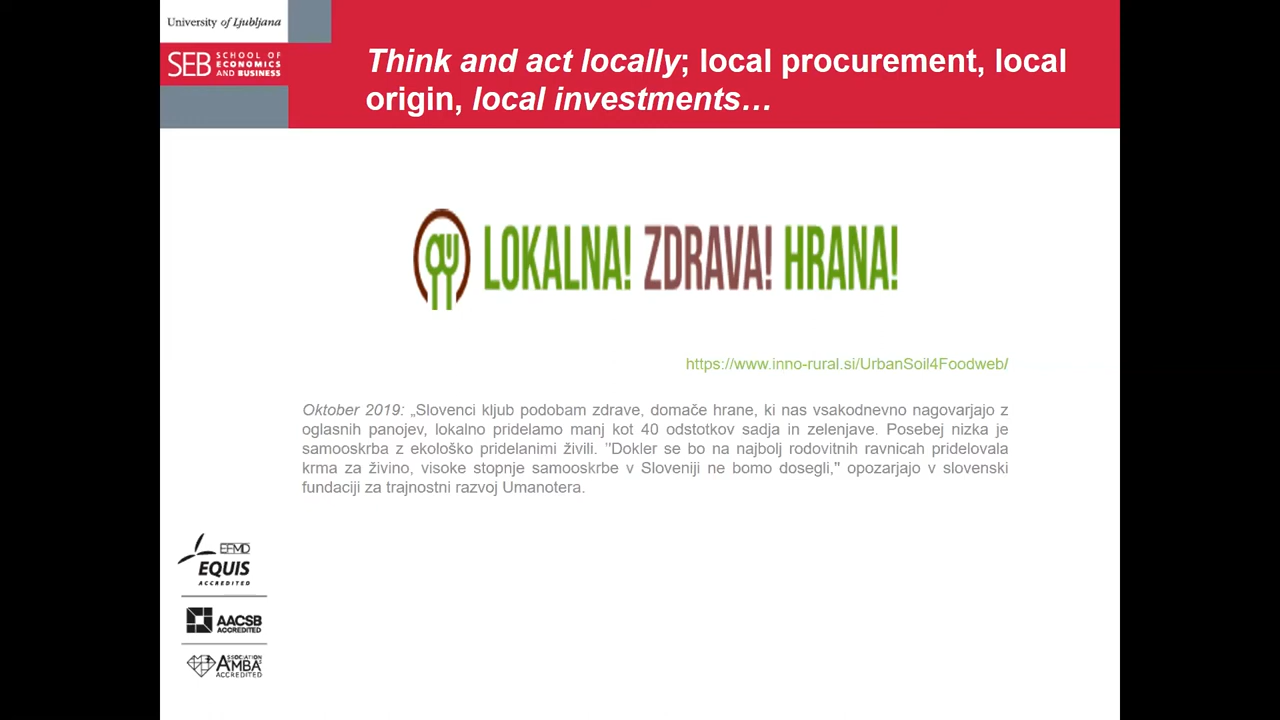 University of Ljubljana
SEB SCHOOL OF
ECONOMICS
AND BUSINESS
Think and act locally; local procurement, local
origin, local investments…
LOKALNA! ZDRAVA! HRANA!
https://www.inno-rural.si/UrbanSoil4Foodweb/
Oktober 2019: „Slovenci kljub podobam zdrave, domače hrane, ki nas vsakodnevno nagovarjajo z
oglasnih panojev, lokalno pridelamo manj kot 40 odstotkov sadja in zelenjave. Posebej nizka je
samooskrba z ekološko pridelanimi živili. "Dokler se bo na najbolj rodovitnih ravnicah pridelovala
krma za živino, visoke stopnje samooskrbe v Sloveniji ne bomo dosegli," opozarjajo v slovenski
fundaciji za trajnostni razvoj Umanotera.
EFMD
EQUIS
ACCREDITED
AACSB
ACCREDITED
ASSOCIATION
AMBA
ACCREDITED